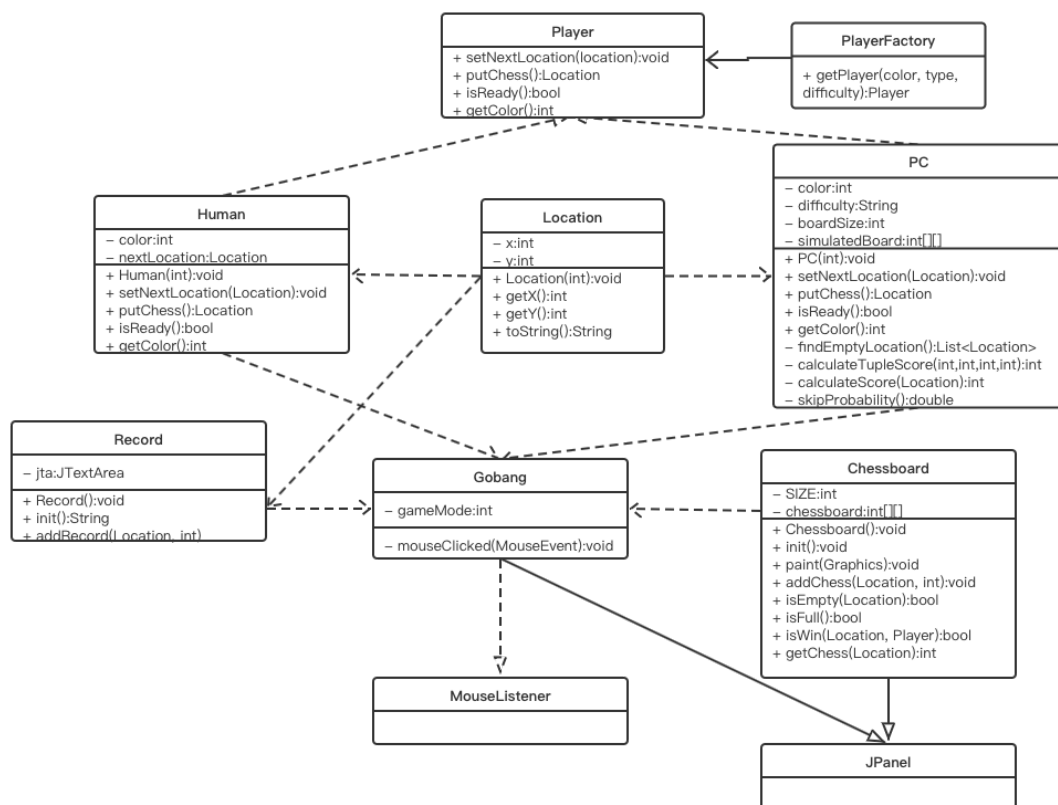 Player
+ setNextLocation(location):void
+ putChess():Location
+ isReady():bool
+ getColor():int
PlayerFactory
+ getPlayer(color, type,
difficulty):Player
Human
– color:int
– nextLocation:Location
+ Human(int):void
+ setNextLocation(Location):void
+ putChess():Location
+ isReady():bool
+ getColor():int
Location
– x:int
– y:int
+ Location(int):void
+ getX():int
+ getY():int
+ toString():String
PC
– color:int
– difficulty:String
– boardSize:int
– simulatedBoard:int[][]
+ PC(int):void
+ setNextLocation(Location):void
+ putChess():Location
+ isReady():bool
+ getColor():int
– findEmptyLocation():List<Location>
– calculateTupleScore(int,int,int,int):int
– calculateScore(Location):int
– skipProbability():double
Record
– jta:JTextArea
+ Record():void
+ init():String
+ addRecord(Location, int)
Gobang
– gameMode:int
– mouseClicked(MouseEvent):void
Chessboard
– SIZE:int
– chessboard:int[][]
+ Chessboard():void
+ init():void
+ paint(Graphics):void
+ addChess(Location, int):void
+ isEmpty(Location):bool
+ isFull():bool
+ isWin(Location, Player):bool
+ getChess(Location):int
MouseListener
JPanel